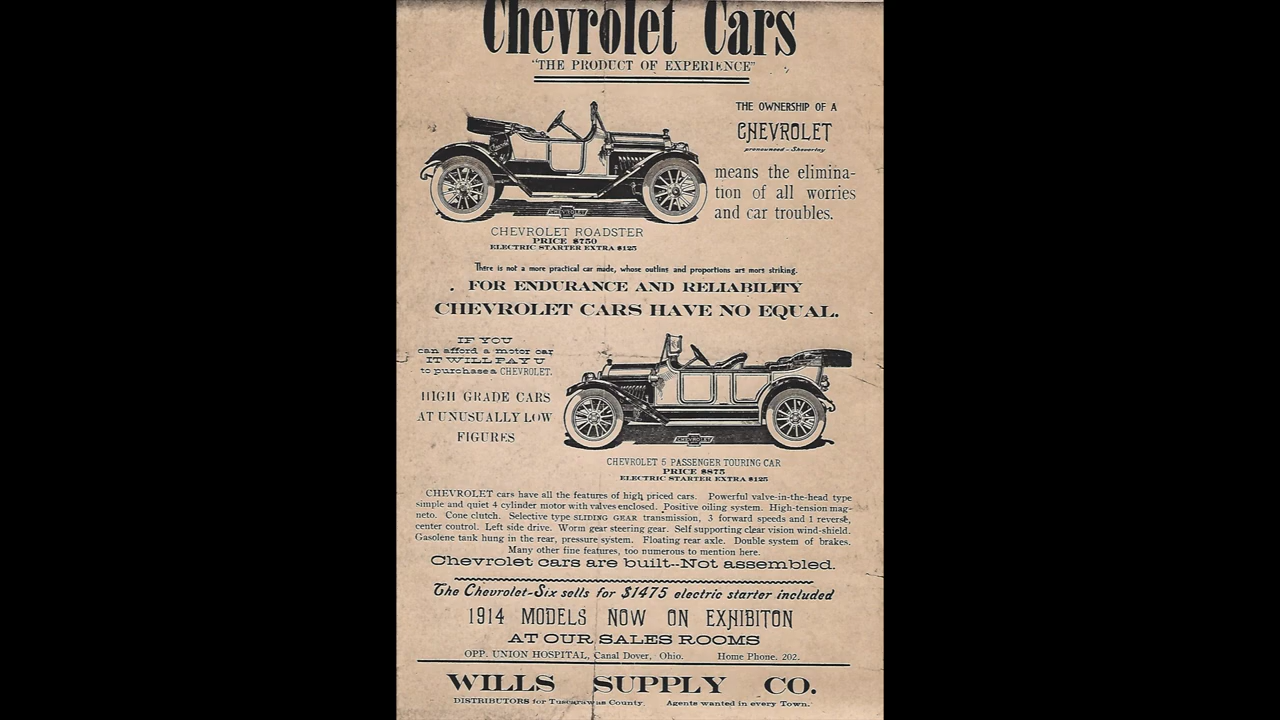 Chevrolet Cars
"THE PRODUCT OF EXPERIENCE"
THE OWNERSHIP OF A
CHEVROLET
pronounced - Shoverlay
means the elimina-
tion of all worries
and car troubles.
CHEVROLET
CHEVROLET ROADSTER
PRICE $750
ELECTRIC STARTER EXTRA $125
There is not a more practical car made, whose outlins and proportions are mors striking.
FOR ENDURANCE AND RELIABILITY
CHEVROLET CARS HAVE NO EQUAL.
IF YOU
can afford a motor car
IT WILL PAY U
to purchase a CHEVROLET.
HIGH GRADE CARS
AT UNUSUALLY LOW
FIGURES
CHEVROLET
CHEVROLET 5 PASSENGER TOURING CAR
PRICE $875
ELECTRIC STARTER EXTRA $125
CHEVROLET cars have all the features of high priced cars. Powerful valve-in-the-head type
simple and quiet 4 cylinder motor with valves enclosed. Positive oiling system. High-tension mag-
neto. Cone clutch. Selective type SLIDING GEAR transmission, 3 forward speeds and 1 reverse,
center control. Left side drive. Worm gear steering gear. Self supporting clear vision wind-shield.
Gasolene tank hung in the rear, pressure system. Floating rear axle. Double system of brakes.
Many other fine features, too numerous to mention here.
Chevrolet cars are built--Not assembled.
The Chevrolet-Six sells for $1475 electric starter included
1914 MODELS NOW ON EXHIBITON
AT OUR SALES ROOMS
OPP. UNION HOSPITAL, Canal Dover, Ohio. Home Phone. 202.
WILLS SUPPLY CO.
DISTRIBUTORS for Tuscarawas County. Agents wanted in every Town.